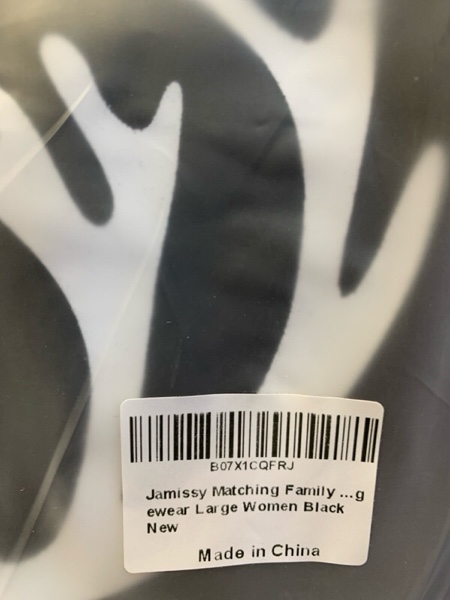 B07X1CQFRJ
Jamissy Matching Family ...g
ewear Large Women Black
New
Made in China